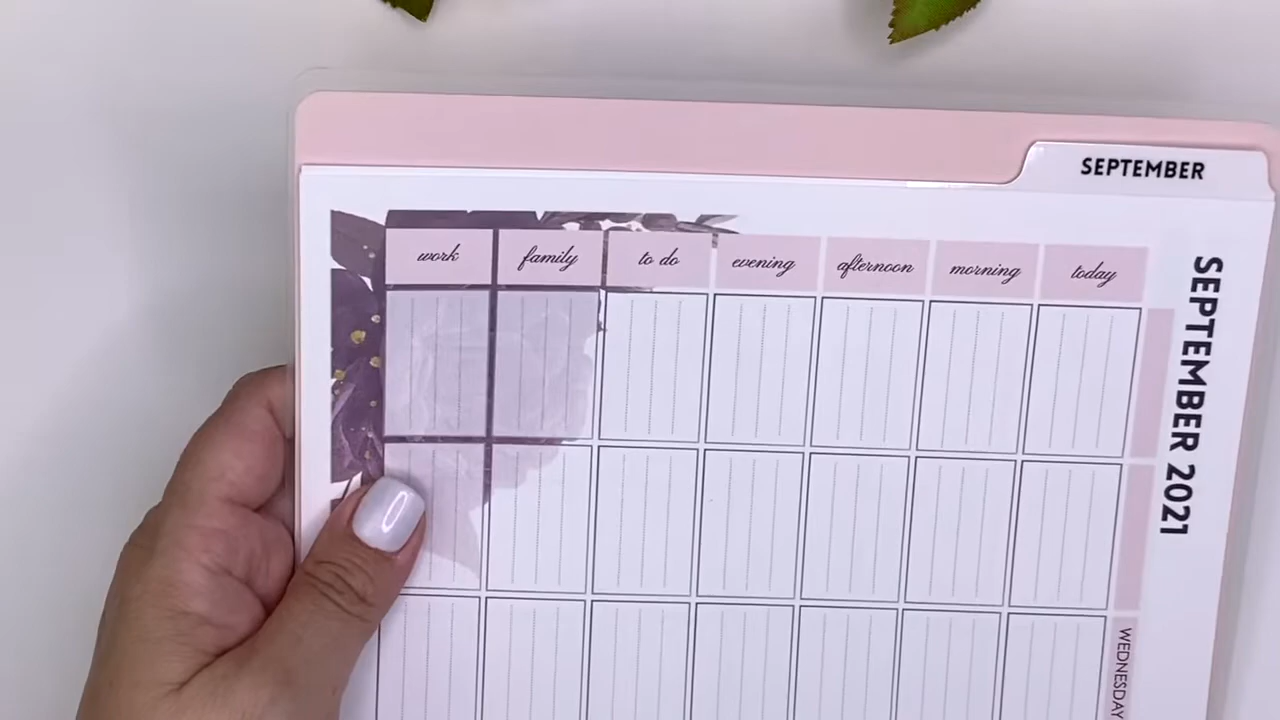 SEPTEMBER
work
family
to do
evening
afternoon
morning
today
SEPTEMBER 2021
WEDNESDAY